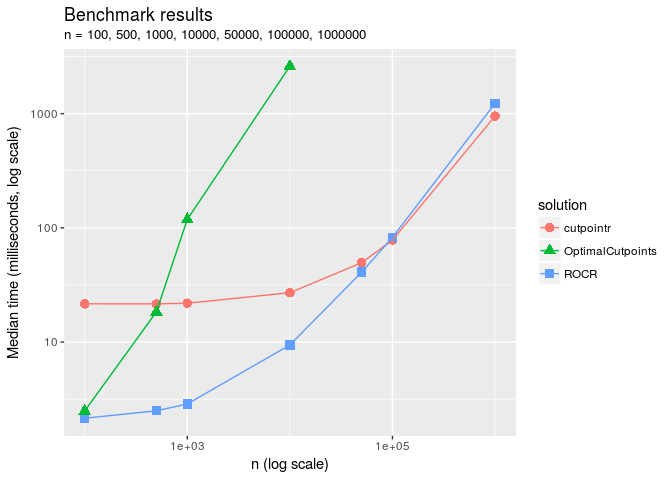 Benchmark results
n = 100, 500, 1000, 10000, 50000, 100000, 1000000
Median time (milliseconds, log scale)
1000
100
10
1e+03
1e+05
n (log scale)
solution
cutpointr
OptimalCutpoints
ROCR